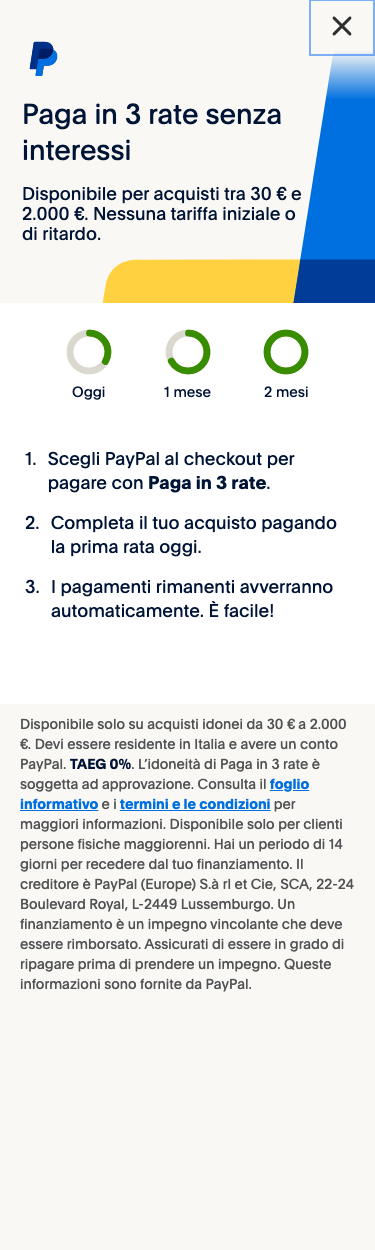 Paga in 3 rate senza
interessi
Disponibile per acquisti tra 30 € e
2.000 €. Nessuna tariffa iniziale o
di ritardo.
Oggi
1 mese
2 mesi
1. Scegli PayPal al checkout per
pagare con Paga in 3 rate.
2. Completa il tuo acquisto pagando
la prima rata oggi.
3. I pagamenti rimanenti avverranno
automaticamente. È facile!
Disponibile solo su acquisti idonei da 30 € a 2.000
€. Devi essere residente in Italia e avere un conto
PayPal. TAEG 0%. L'idoneità di Paga in 3 rate è
soggetta ad approvazione. Consulta il foglio
informativo e i termini e le condizioni per
maggiori informazioni. Disponibile solo per clienti
persone fisiche maggiorenni. Hai un periodo di 14
giorni per recedere dal tuo finanziamento. Il
creditore è PayPal (Europe) S.à rl et Cie, SCA, 22-24
Boulevard Royal, L-2449 Lussemburgo. Un
finanziamento è un impegno vincolante che deve
essere rimborsato. Assicurati di essere in grado di
ripagare prima di prendere un impegno. Queste
informazioni sono fornite da PayPal.